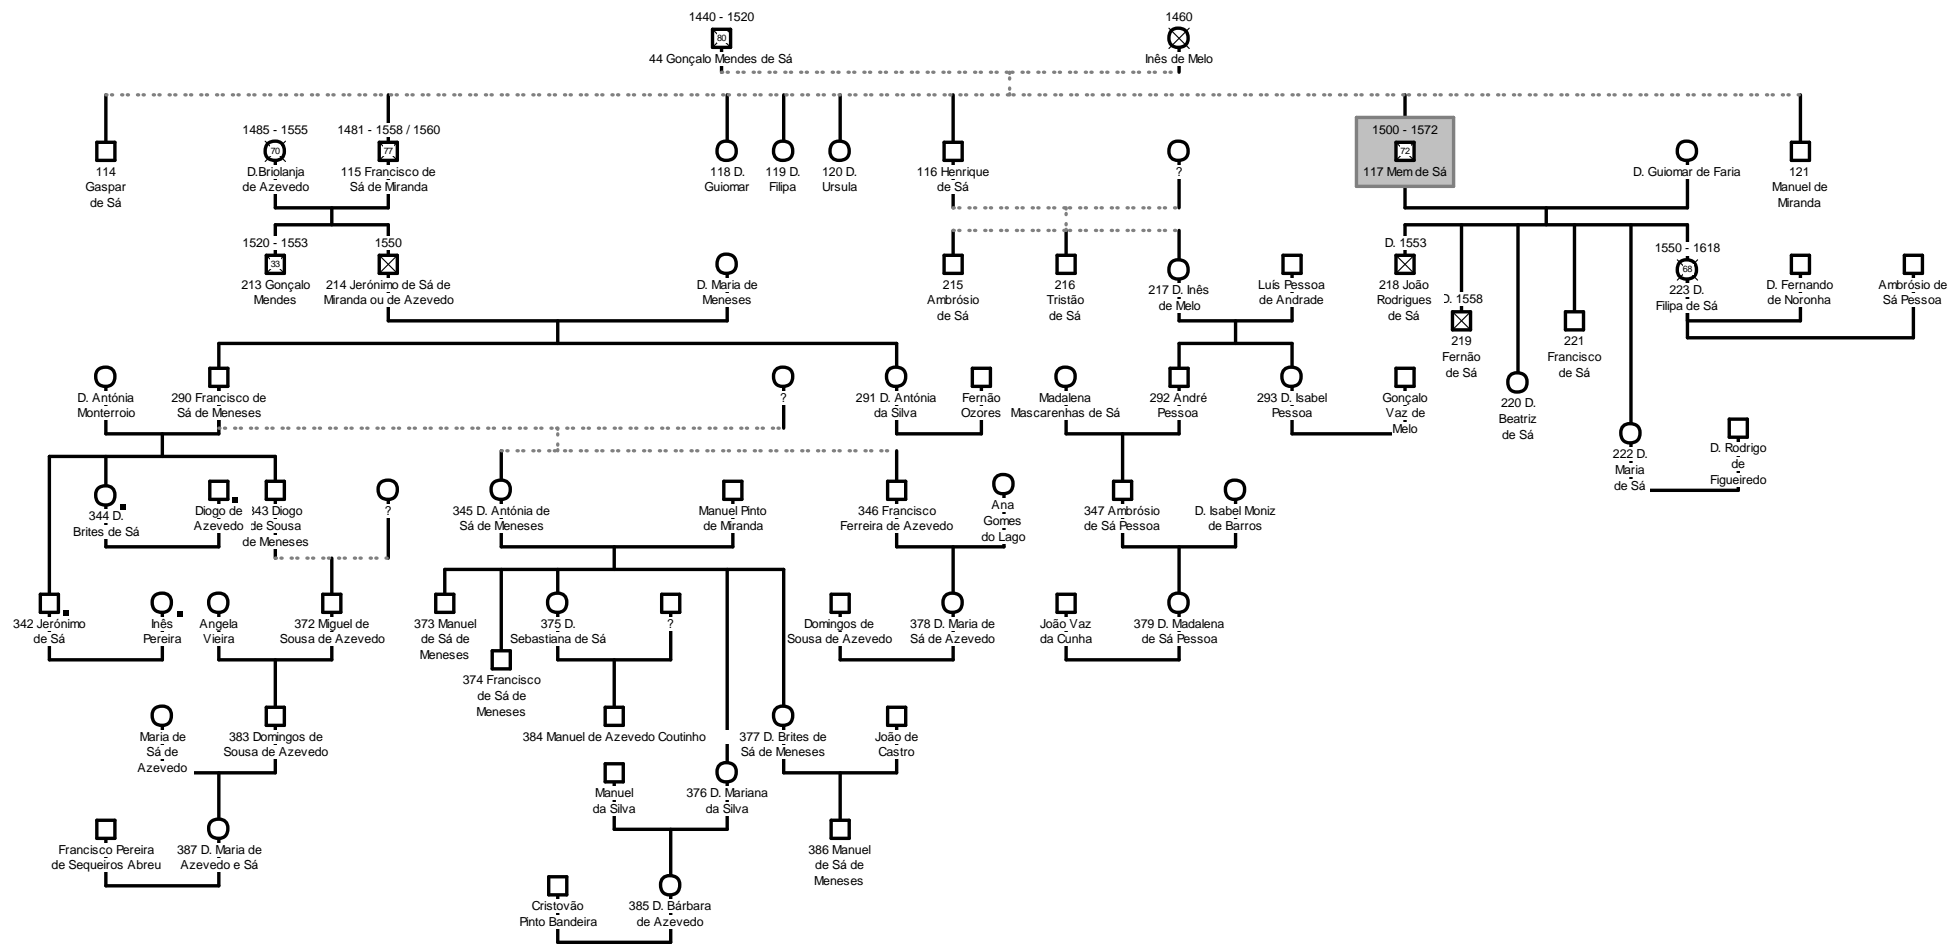 1440 - 1520
80
44 Gonçalo Mendes de Sá
1460
Inês de Melo
114
Gaspar
de Sá
1485 - 1555
70
D.Briolanja
de Azevedo
1481 - 1558 / 1560
77
115 Francisco de
Sá de Miranda
118 D.
Guiomar
119 D.
Filipa
120 D.
Ursula
116 Henrique
de Sá
?
1500 - 1572
72
117 Mem de Sá
D. Guiomar de Faria
121
Manuel de
Miranda
1520 - 1553
33
213 Gonçalo
Mendes
1550
214 Jerónimo de Sá de
Miranda ou de Azevedo
D. Maria de
Meneses
215
Ambrósio
de Sá
216
Tristão
de Sá
217 D. Inês
de Melo
Luís Pessoa
de Andrade
D. 1553
218 João
Rodrigues
de Sá
D. 1558
219
Fernão
de Sá
220 D.
Beatriz
de Sá
221
Francisco
de Sá
222 D.
Maria
de Sá
D. Rodrigo
de
Figueiredo
1550 - 1618
68
223 D.
Filipa de Sá
D. Fernando
de Noronha
Ambrósio de
Sá Pessoa
D. Antónia
Monterroio
290 Francisco de
Sá de Meneses
?
291 D. Antónia
da Silva
Fernão
Ozores
Madalena
Mascarenhas de Sá
292 André
Pessoa
293 D. Isabel
Pessoa
Gonçalo
Vaz de
Melo
344 D.
Brites de Sá
Diogo de
Azevedo
343 Diogo
de Sousa
de Meneses
?
345 D. Antónia de
Sá de Meneses
Manuel Pinto
de Miranda
346 Francisco
Ferreira de Azevedo
Ana
Gomes
do Lago
347 Ambrósio
de Sá Pessoa
D. Isabel Moniz
de Barros
342 Jerónimo
de Sá
Inês
Pereira
Angela
Vieira
372 Miguel de
Sousa de Azevedo
373 Manuel
de Sá de
Meneses
374 Francisco
de Sá de
Meneses
375 D.
Sebastiana de Sá
?
Domingos de
Sousa de Azevedo
378 D. Maria de
Sá de Azevedo
João Vaz
da Cunha
379 D. Madalena
de Sá Pessoa
Maria de
Sá de
Azevedo
383 Domingos de
Sousa de Azevedo
384 Manuel de Azevedo Coutinho
377 D. Brites de
Sá de Meneses
João de
Castro
Manuel
da Silva
376 D. Mariana
da Silva
Francisco Pereira
de Sequeiros Abreu
387 D. Maria de
Azevedo e Sá
386 Manuel
de Sá de
Meneses
Cristovão
Pinto Bandeira
385 D. Bárbara
de Azevedo